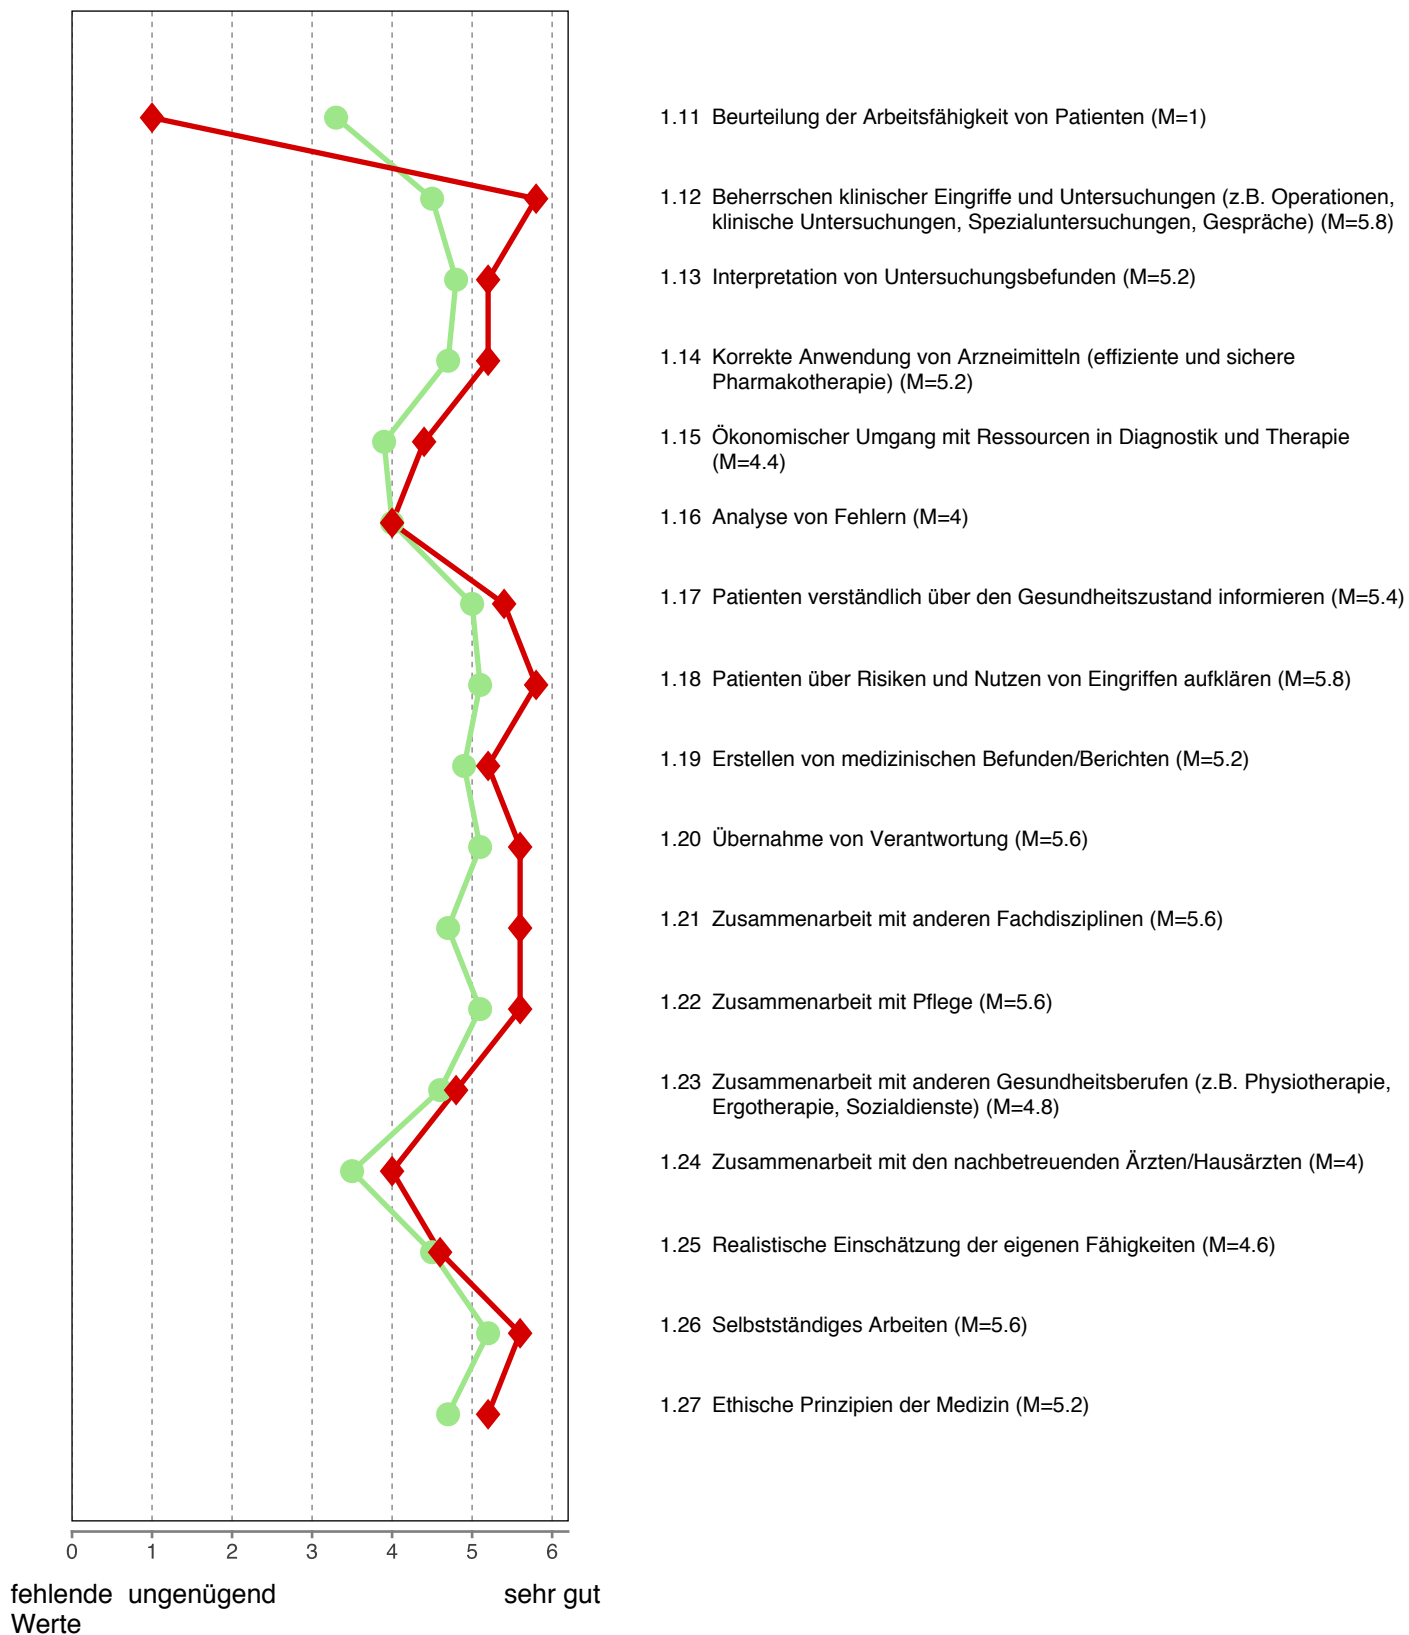 1.11 Beurteilung der Arbeitsfähigkeit von Patienten (M=1)
1.12 Beherrschen klinischer Eingriffe und Untersuchungen (z.B. Operationen,
klinische Untersuchungen, Spezialuntersuchungen, Gespräche) (M=5.8)
1.13 Interpretation von Untersuchungsbefunden (M=5.2)
1.14 Korrekte Anwendung von Arzneimitteln (effiziente und sichere
Pharmakotherapie) (M=5.2)
1.15 Ökonomischer Umgang mit Ressourcen in Diagnostik und Therapie
(M=4.4)
1.16 Analyse von Fehlern (M=4)
1.17 Patienten verständlich über den Gesundheitszustand informieren (M=5.4)
1.18 Patienten über Risiken und Nutzen von Eingriffen aufklären (M=5.8)
1.19 Erstellen von medizinischen Befunden/Berichten (M=5.2)
1.20 Übernahme von Verantwortung (M=5.6)
1.21 Zusammenarbeit mit anderen Fachdisziplinen (M=5.6)
1.22 Zusammenarbeit mit Pflege (M=5.6)
1.23 Zusammenarbeit mit anderen Gesundheitsberufen (z.B. Physiotherapie,
Ergotherapie, Sozialdienste) (M=4.8)
1.24 Zusammenarbeit mit den nachbetreuenden Ärzten/Hausärzten (M=4)
1.25 Realistische Einschätzung der eigenen Fähigkeiten (M=4.6)
1.26 Selbstständiges Arbeiten (M=5.6)
1.27 Ethische Prinzipien der Medizin (M=5.2)
0 1 2 3 4 5 6
fehlende ungenügend sehr gut
Werte